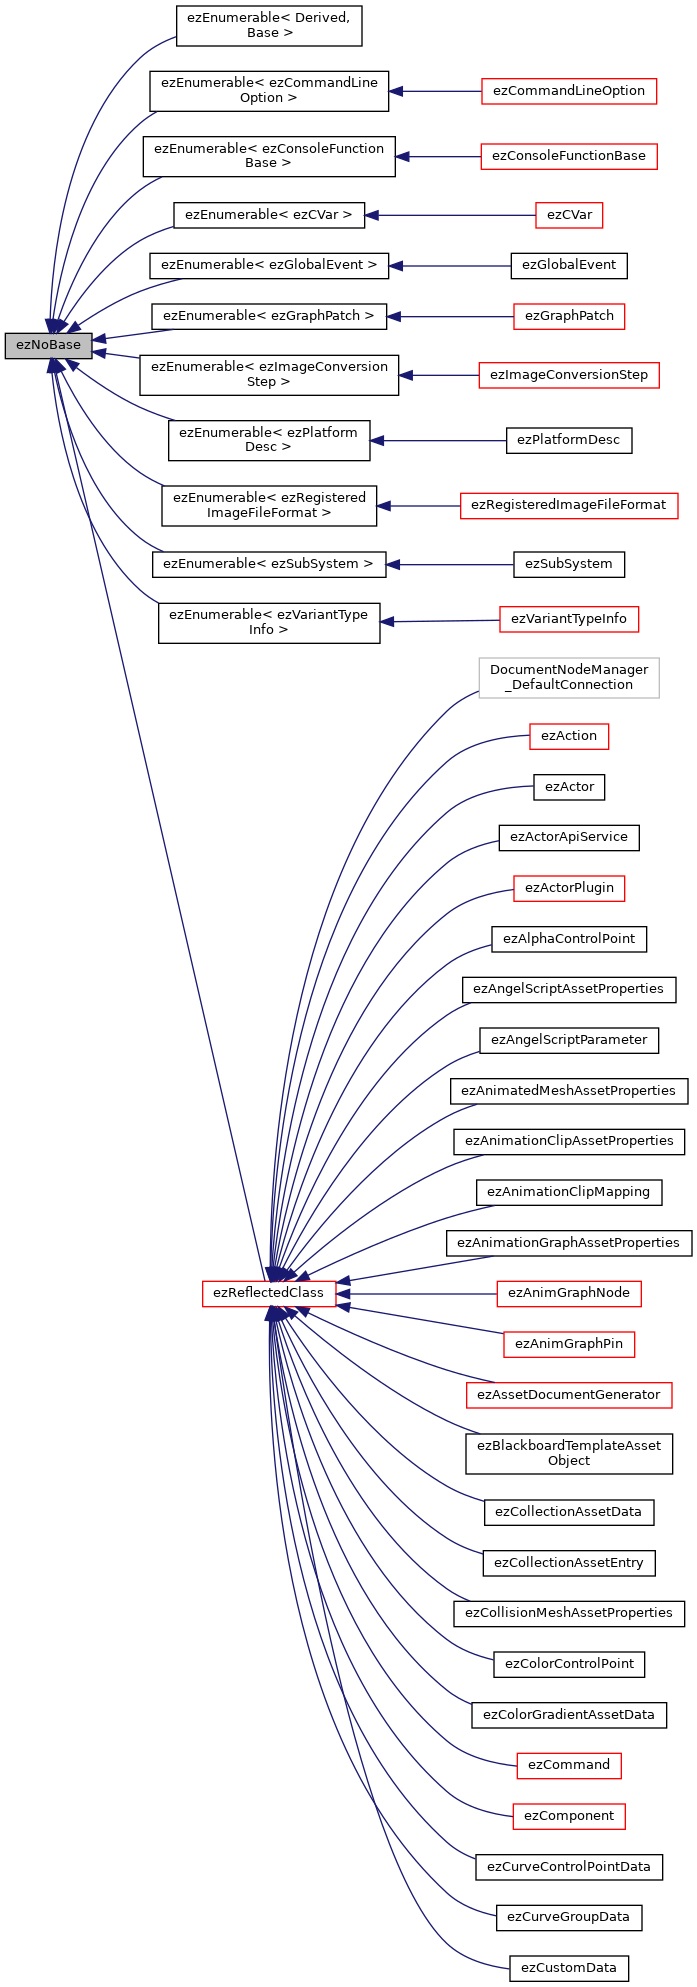 ezEnumerable< Derived,
Base >
ezEnumerable< ezCommandLine
Option >
ezCommandLineOption
ezEnumerable< ezConsoleFunction
Base >
ezConsoleFunctionBase
ezEnumerable< ezCVar >
ezCVar
ezEnumerable< ezGlobalEvent >
ezGlobalEvent
ezEnumerable< ezGraphPatch >
ezGraphPatch
ezNoBase
ezEnumerable< ezImageConversion
Step >
ezImageConversionStep
ezEnumerable< ezPlatform
Desc >
ezPlatformDesc
ezEnumerable< ezRegistered
ImageFileFormat >
ezRegisteredImageFileFormat
ezEnumerable< ezSubSystem >
ezSubSystem
ezEnumerable< ezVariantType
Info >
ezVariantTypeInfo
DocumentNodeManager
_DefaultConnection
ezAction
ezActor
ezActorApiService
ezActorPlugin
ezAlphaControlPoint
ezAngelScriptAssetProperties
ezAngelScriptParameter
ezAnimatedMeshAssetProperties
ezAnimationClipAssetProperties
ezAnimationClipMapping
ezAnimationGraphAssetProperties
ezReflectedClass
ezAnimGraphNode
ezAnimGraphPin
ezAssetDocumentGenerator
ezBlackboardTemplateAsset
Object
ezCollectionAssetData
ezCollectionAssetEntry
ezCollisionMeshAssetProperties
ezColorControlPoint
ezColorGradientAssetData
ezCommand
ezComponent
ezCurveControlPointData
ezCurveGroupData
ezCustomData